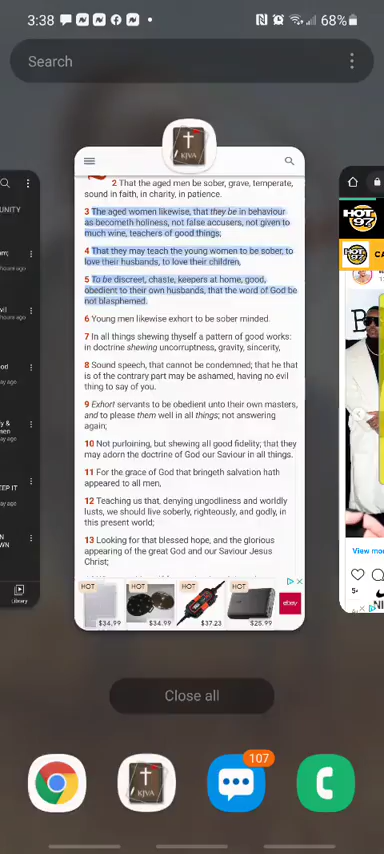 3:38
68%
Search
KJVA
2 That the aged men be sober, grave, temperate,
sound in faith, in charity, in patience.
3 The aged women likewise, that they be in behaviour
as becometh holiness, not false accusers, not given to
much wine, teachers of good things;
4 That they may teach the young women to be sober, to
love their husbands, to love their children,
5 To be discreet, chaste, keepers at home, good,
obedient to their own husbands, that the word of God be
not blasphemed.
6 Young men likewise exhort to be sober minded.
7 In all things shewing thyself a pattern of good works:
in doctrine shewing uncorruptness, gravity, sincerity,
8 Sound speech, that cannot be condemned; that he that
is of the contrary part may be ashamed, having no evil
thing to say of you.
9 Exhort servants to be obedient unto their own masters,
and to please them well in all things; not answering
again;
10 Not purloining, but shewing all good fidelity; that they
may adorn the doctrine of God our Saviour in all things.
11 For the grace of God that bringeth salvation hath
appeared to all men,
12 Teaching us that, denying ungodliness and worldly
lusts, we should live soberly, righteously, and godly, in
this present world;
13 Looking for that blessed hope, and the glorious
appearing of the great God and our Saviour Jesus
Christ;
HOT HOT HOT HOT
$34.99 $34.99 $37.23 $25.99
UNITY
day ago
EEP IT
Library
HOT
97
CA
View mor
Close all
KJVA
107